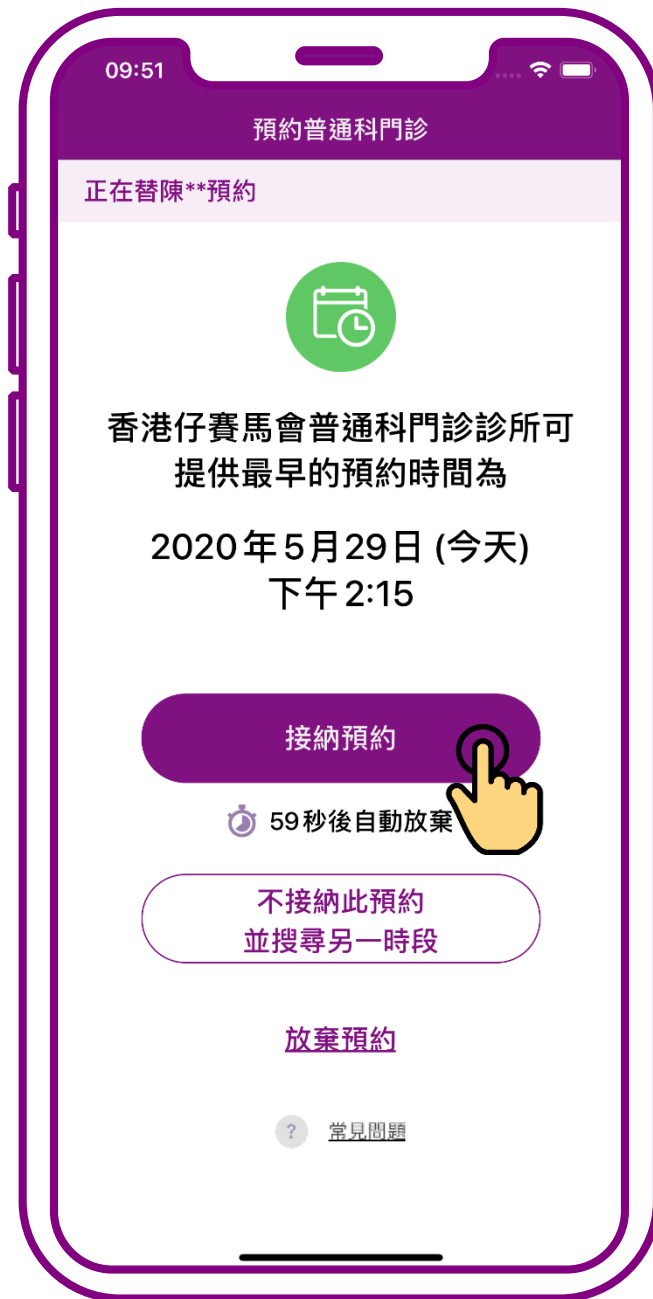 09:51
預約普通科門診
正在替陳**預約
香港仔賽馬會普通科門診診所可
提供最早的預約時間為
2020年5月29日 (今天)
下午2:15
接納預約
59秒後自動放棄
不接納此預約
並搜尋另一時段
放棄預約
? 常見問題